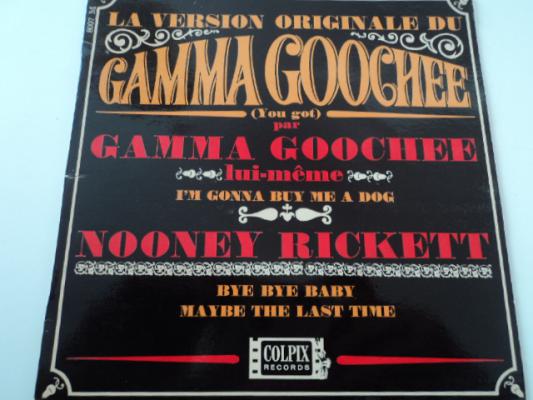 8007 M
LA VERSION ORIGINALE DU
GAMMA GOOCHEE
(You got)
par
GAMMA GOOCHEE
lui-même
I'M GONNA BUY ME A DOG
NOONEY RICKETT
BYE BYE BABY
MAYBE THE LAST TIME
COLPIX
RECORDS